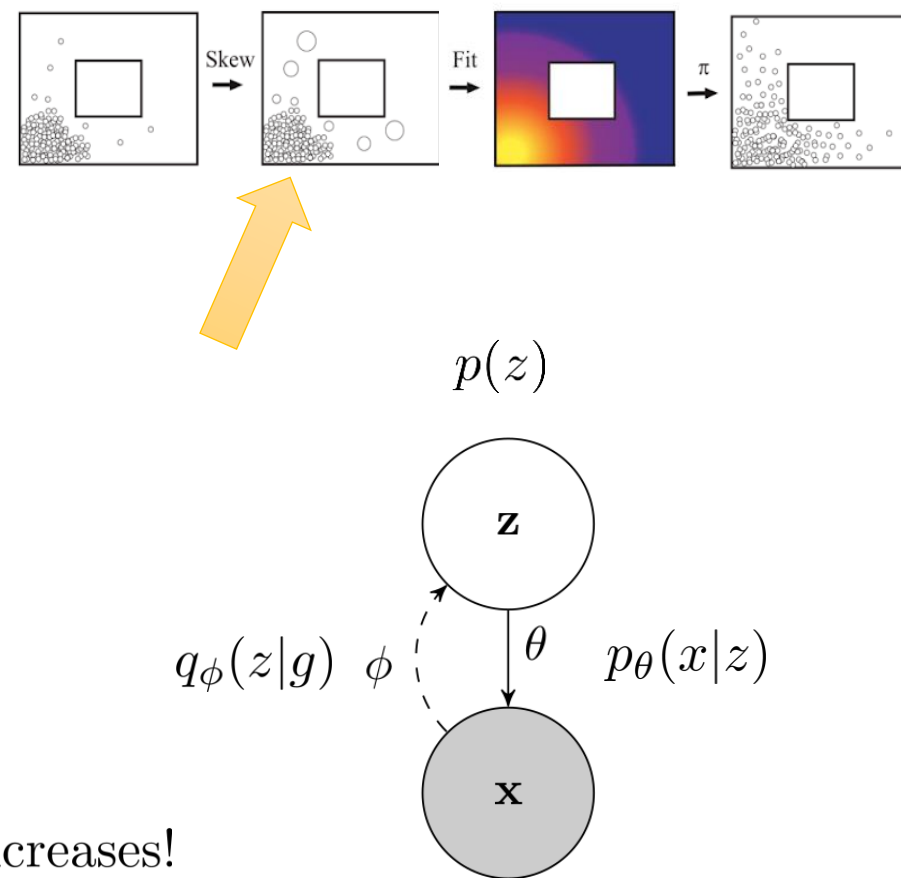 Skew
Fit
π
p(z)
z
q_ϕ(z|g) ϕ
θ
p_θ(x|z)
x
creases!